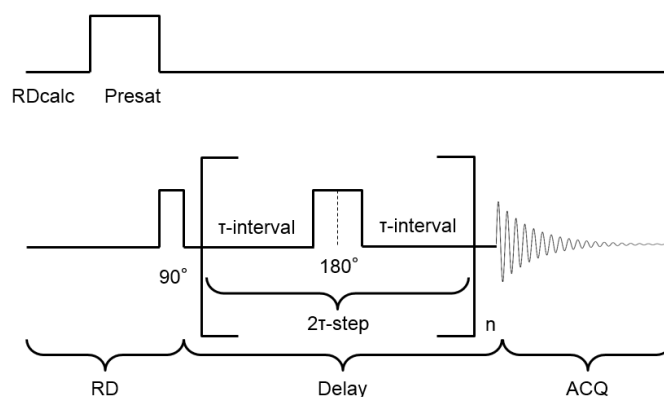 RDcalc Presat
τ-interval τ-interval
90° 180°
2τ-step n
RD Delay ACQ